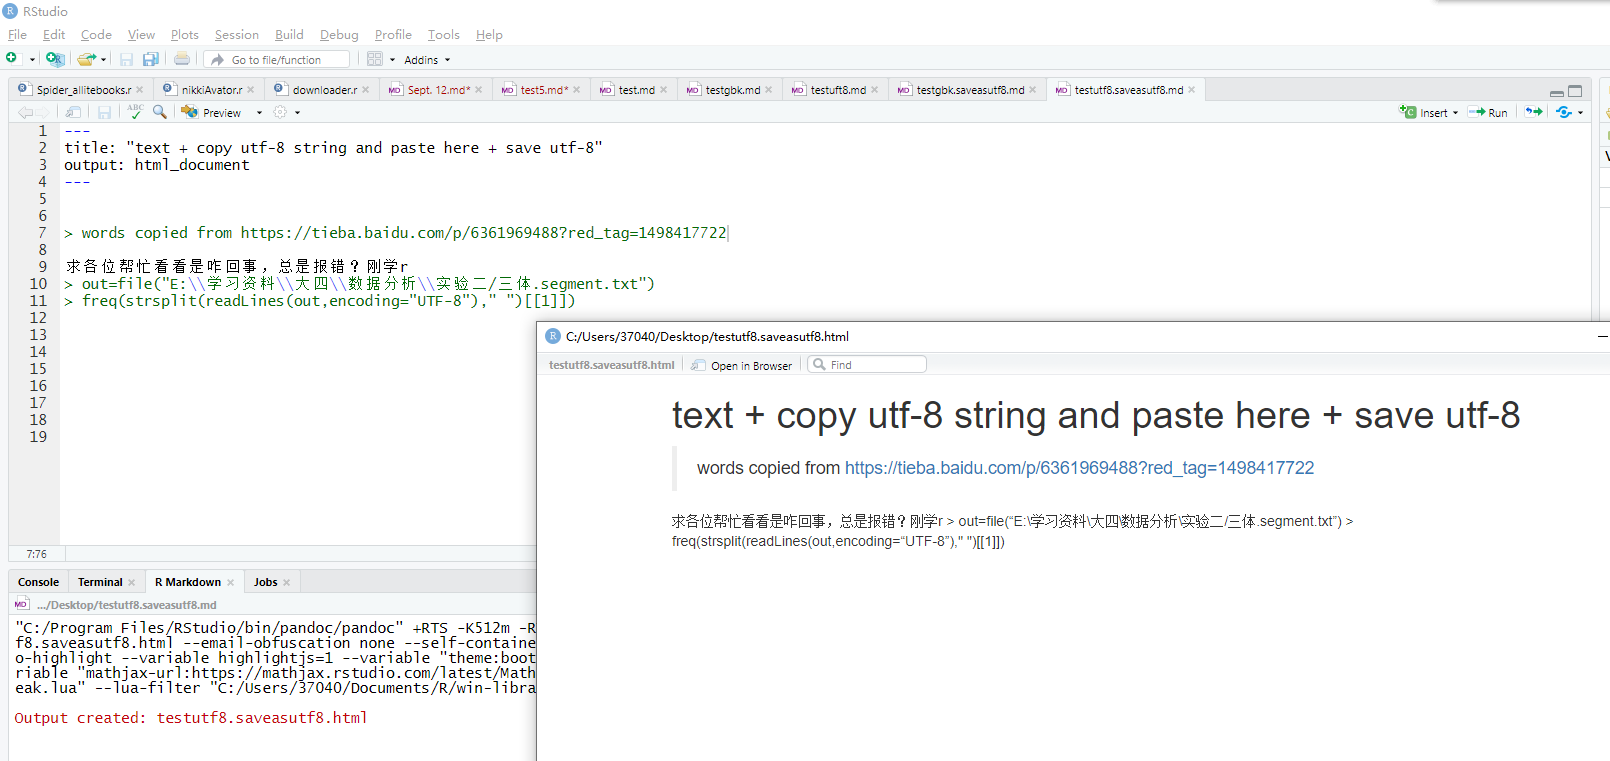 RStudio
File Edit Code View Plots Session Build Debug Profile Tools Help
Go to file/function Addins
Spider_allitebooks.r nikkiAvator.r downloader.r Sept. 12.md* test5.md* test.md testgbk.md testuft8.md testgbk.saveasutf8.md testutf8.saveasutf8.md
ABC Preview Insert Run
1 ---
2 title: "text + copy utf-8 string and paste here + save utf-8"
3 output: html_document
4 ---
5
6
7 > words copied from https://tieba.baidu.com/p/6361969488?red_tag=1498417722
8
9 求各位帮忙看看是咋回事，总是报错？刚学r
10 > out=file("E:\\学习资料\\大四\\数据分析\\实验二/三体.segment.txt")
11 > freq(strsplit(readLines(out,encoding="UTF-8")," ")[[1]])
12
13
14
15
16
17
18
19
7:76
Console Terminal R Markdown Jobs
MD .../Desktop/testutf8.saveasutf8.md
"C:/Program Files/RStudio/bin/pandoc/pandoc" +RTS -K512m -R
f8.saveasutf8.html --email-obfuscation none --self-containe
o-highlight --variable highlightjs=1 --variable "theme:boot
riable "mathjax-url:https://mathjax.rstudio.com/latest/Math
eak.lua" --lua-filter "C:/Users/37040/Documents/R/win-libra
Output created: testutf8.saveasutf8.html
C:/Users/37040/Desktop/testutf8.saveasutf8.html
testutf8.saveasutf8.html Open in Browser Find
text + copy utf-8 string and paste here + save utf-8
words copied from https://tieba.baidu.com/p/6361969488?red_tag=1498417722
求各位帮忙看看是咋回事，总是报错？刚学r > out=file(“E:\学习资料\大四\数据分析\实验二/三体.segment.txt”) >
freq(strsplit(readLines(out,encoding=“UTF-8”)," ")[[1]])